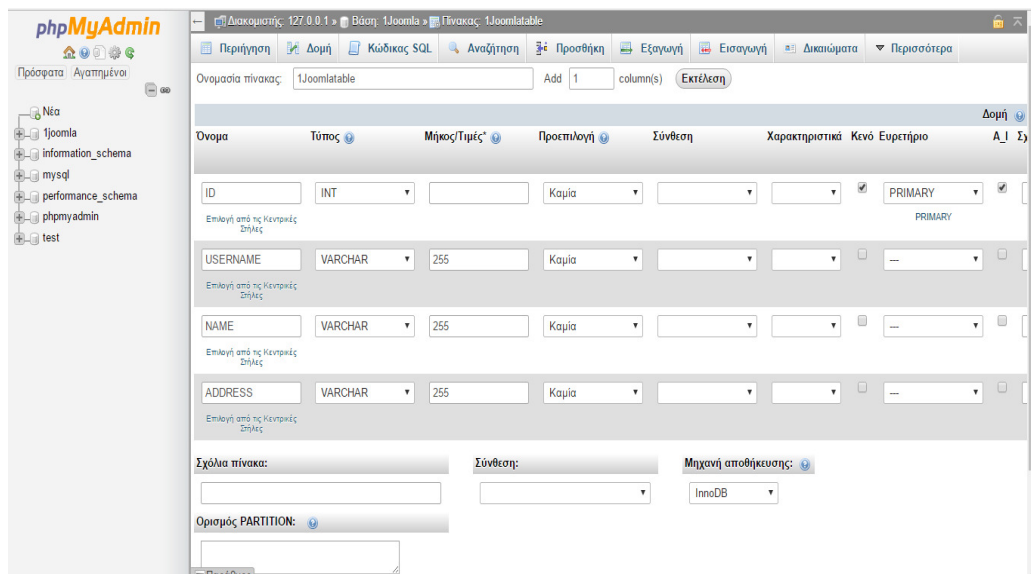 phpMyAdmin
Πρόσφατα Αγαπημένοι
Νέα
1joomla
information_schema
mysql
performance_schema
phpmyadmin
test
Διακομιστής: 127.0.0.1 » Βάση: 1Joomla » Πίνακας: 1Joomlatable
Περιήγηση Δομή Κώδικας SQL Αναζήτηση Προσθήκη Εξαγωγή Εισαγωγή Δικαιώματα Περισσότερα
Ονομασία πίνακας: 1Joomlatable Add 1 column(s) Εκτέλεση
Δομή
Όνομα Τύπος Μήκος/Τιμές* Προεπιλογή Σύνθεση Χαρακτηριστικά Κενό Ευρετήριο A_I Σχ
ID INT Καμία PRIMARY
Επιλογή από τις Κεντρικές Στήλες PRIMARY
USERNAME VARCHAR 255 Καμία ---
Επιλογή από τις Κεντρικές Στήλες
NAME VARCHAR 255 Καμία ---
Επιλογή από τις Κεντρικές Στήλες
ADDRESS VARCHAR 255 Καμία ---
Επιλογή από τις Κεντρικές Στήλες
Σχόλια πίνακα: Σύνθεση: Μηχανή αποθήκευσης:
InnoDB
Ορισμός PARTITION: